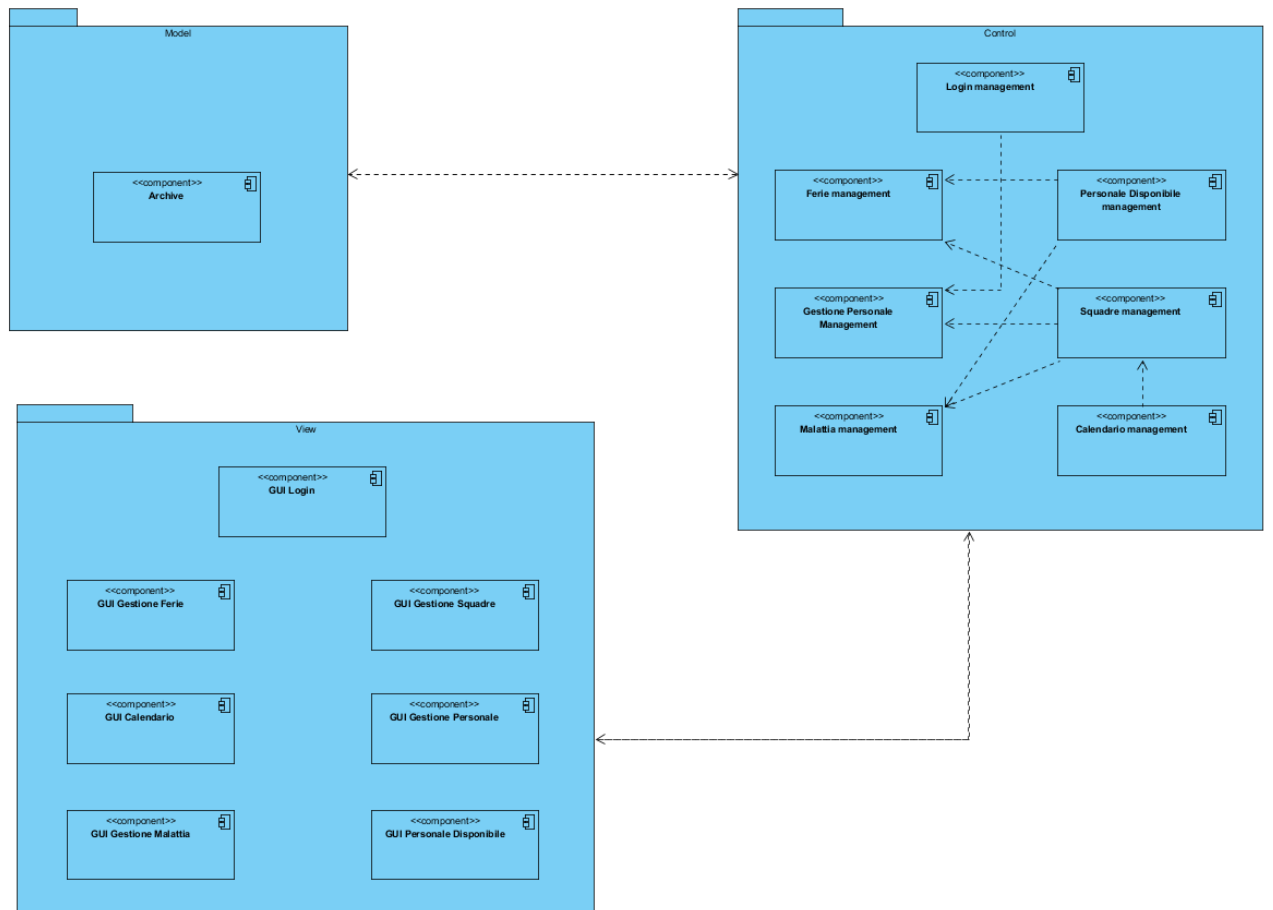 Model
<<component>>
Archive
Control
<<component>>
Login management
<<component>>
Ferie management
<<component>>
Personale Disponibile
management
<<component>>
Gestione Personale
Management
<<component>>
Squadre management
<<component>>
Malattia management
<<component>>
Calendario management
View
<<component>>
GUI Login
<<component>>
GUI Gestione Ferie
<<component>>
GUI Gestione Squadre
<<component>>
GUI Calendario
<<component>>
GUI Gestione Personale
<<component>>
GUI Gestione Malattia
<<component>>
GUI Personale Disponibile